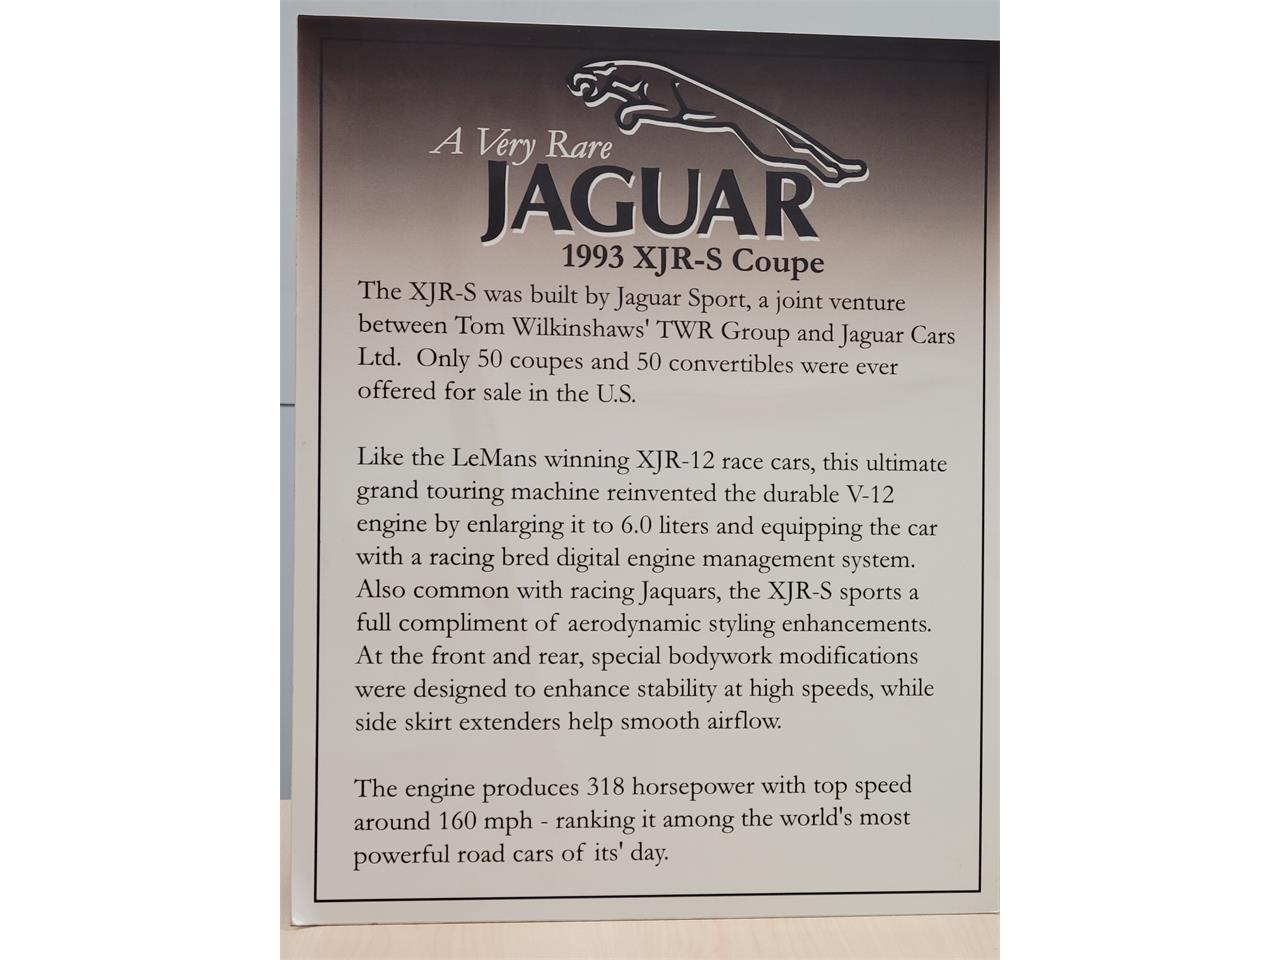 A Very Rare
JAGUAR
1993 XJR-S Coupe
The XJR-S was built by Jaguar Sport, a joint venture
between Tom Wilkinshaws' TWR Group and Jaguar Cars
Ltd.  Only 50 coupes and 50 convertibles were ever
offered for sale in the U.S.
Like the LeMans winning XJR-12 race cars, this ultimate
grand touring machine reinvented the durable V-12
engine by enlarging it to 6.0 liters and equipping the car
with a racing bred digital engine management system.
Also common with racing Jaquars, the XJR-S sports a
full compliment of aerodynamic styling enhancements.
At the front and rear, special bodywork modifications
were designed to enhance stability at high speeds, while
side skirt extenders help smooth airflow.
The engine produces 318 horsepower with top speed
around 160 mph - ranking it among the world's most
powerful road cars of its' day.